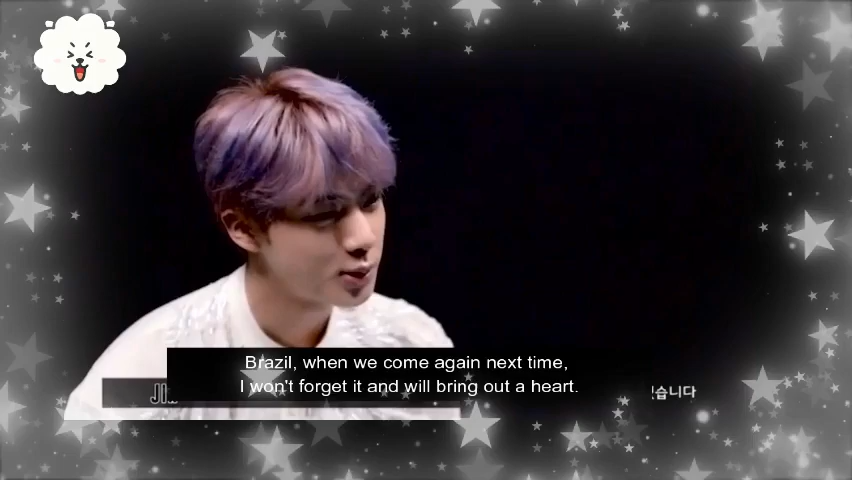 Brazil, when we come again next time,
I won't forget it and will bring out a heart.
습니다